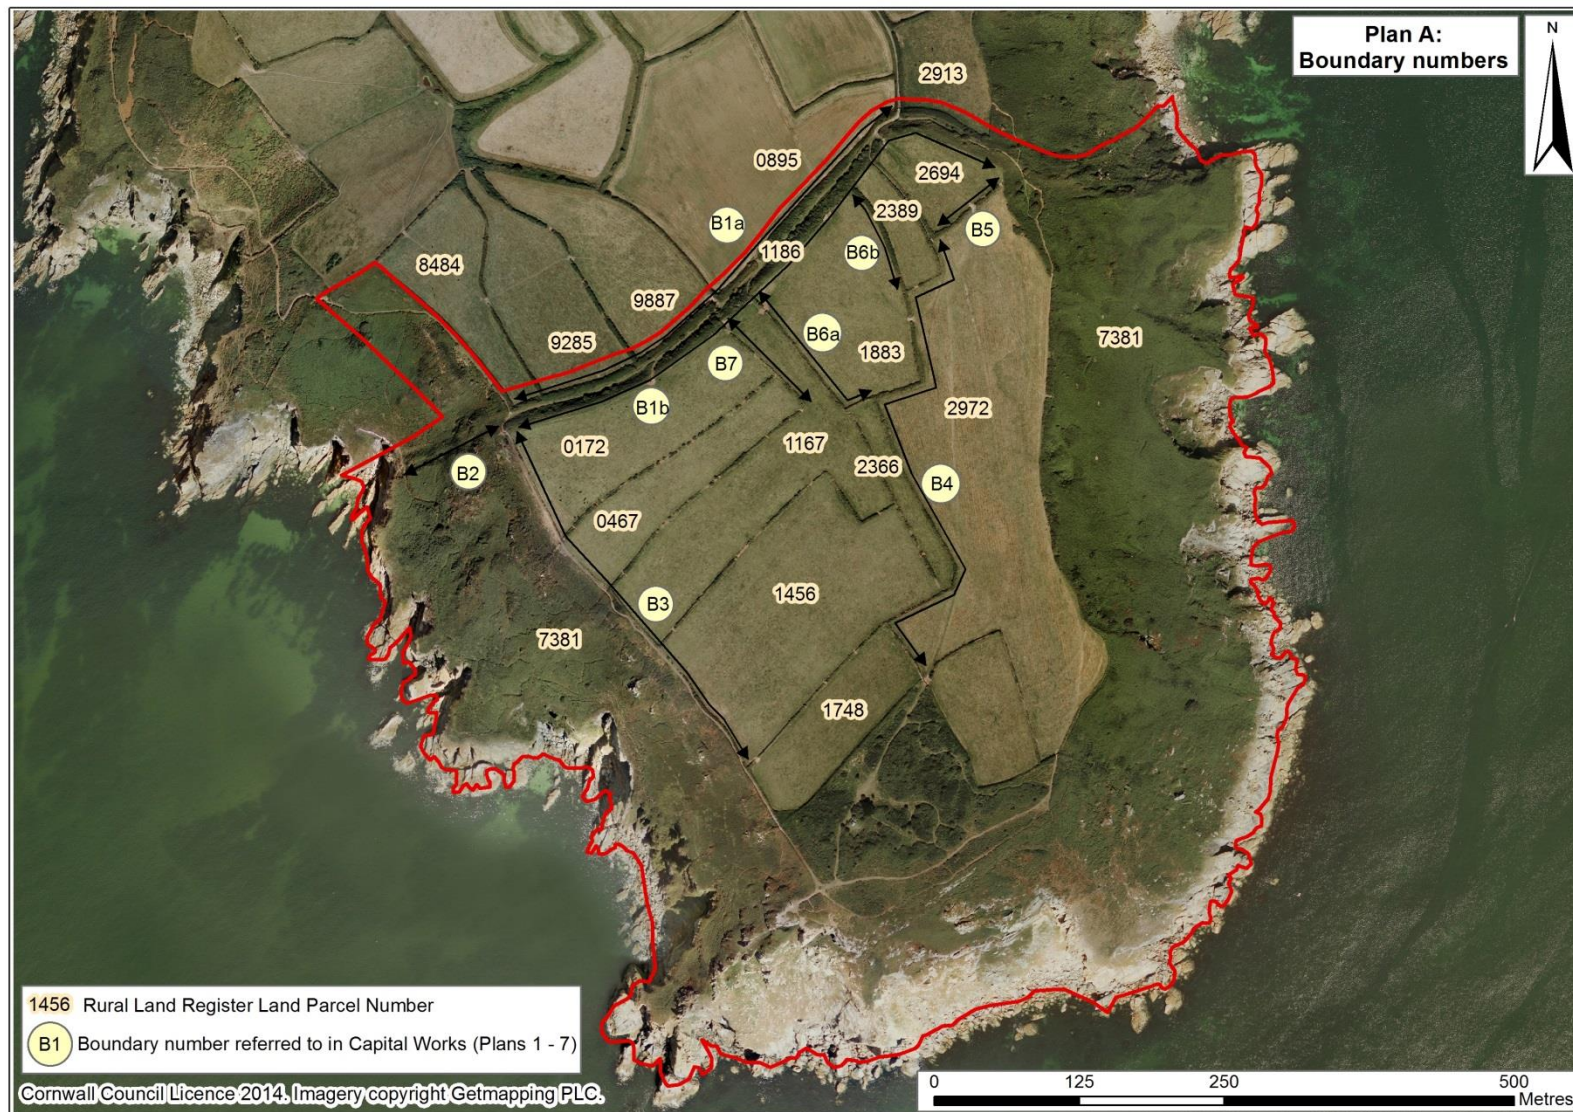 Plan A:
Boundary numbers
N
2913
0895
2694
B1a
2389
B5
1186
B6b
8484
9887
7381
B6a
9285
1883
B7
B1b
2972
0172
1167
B2
2366
B4
0467
1456
B3
7381
1748
1456 Rural Land Register Land Parcel Number
B1 Boundary number referred to in Capital Works (Plans 1 - 7)
Cornwall Council Licence 2014. Imagery copyright Getmapping PLC.
0 125 250 500
Metres